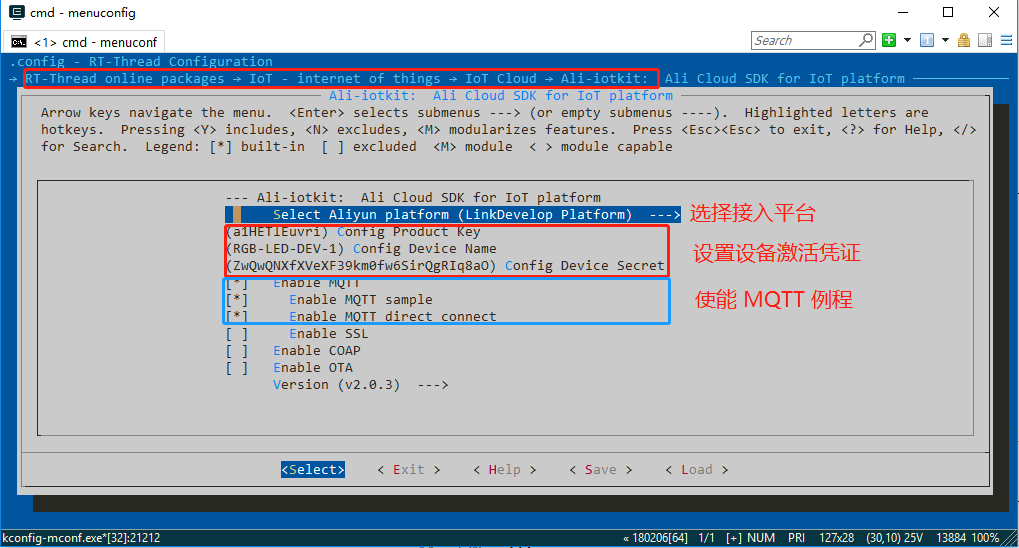 cmd - menuconfig
<1> cmd - menuconf
Search
.config - RT-Thread Configuration
→ RT-Thread online packages → IoT - internet of things → IoT Cloud → Ali-iotkit: Ali Cloud SDK for IoT platform
Ali-iotkit: Ali Cloud SDK for IoT platform
Arrow keys navigate the menu. <Enter> selects submenus ---> (or empty submenus ----). Highlighted letters are
hotkeys. Pressing <Y> includes, <N> excludes, <M> modularizes features. Press <Esc><Esc> to exit, <?> for Help, </>
for Search. Legend: [*] built-in [ ] excluded <M> module < > module capable
--- Ali-iotkit: Ali Cloud SDK for IoT platform
Select Aliyun platform (LinkDevelop Platform) --->
选择接入平台
(a1HETlEuvri) Config Product Key
(RGB-LED-DEV-1) Config Device Name
设置设备激活凭证
(ZwQwQNXfXVeXF39km0fw6SirQgRIq8aO) Config Device Secret
[*] Enable MQTT
[*] Enable MQTT sample
使能 MQTT 例程
[*] Enable MQTT direct connect
[ ] Enable SSL
[ ] Enable COAP
[ ] Enable OTA
Version (v2.0.3) --->
<Select> < Exit > < Help > < Save > < Load >
kconfig-mconf.exe*[32]:21212 « 180206[64] 1/1 [+] NUM PRI 127x28 (30,10) 25V 13884 100%